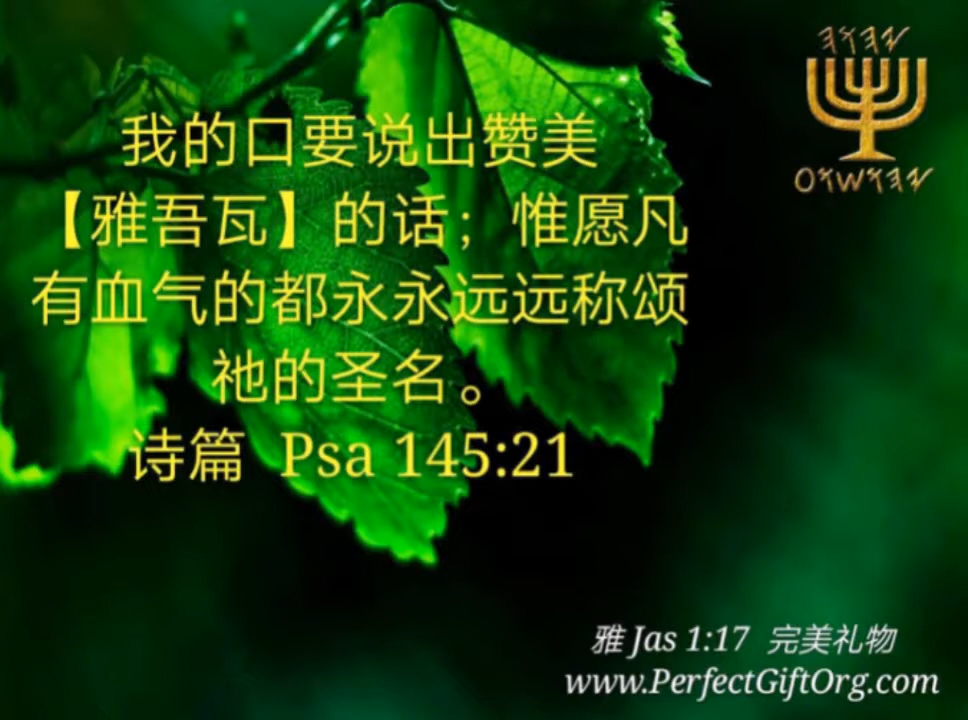 𐤉𐤄𐤅𐤄
𐤉𐤄𐤅𐤔𐤅𐤏
我的口要说出赞美
【雅吾瓦】的话；惟愿凡
有血气的都永永远远称颂
祂的圣名。
诗篇 Psa 145:21
雅 Jas 1:17 完美礼物
www.PerfectGiftOrg.com